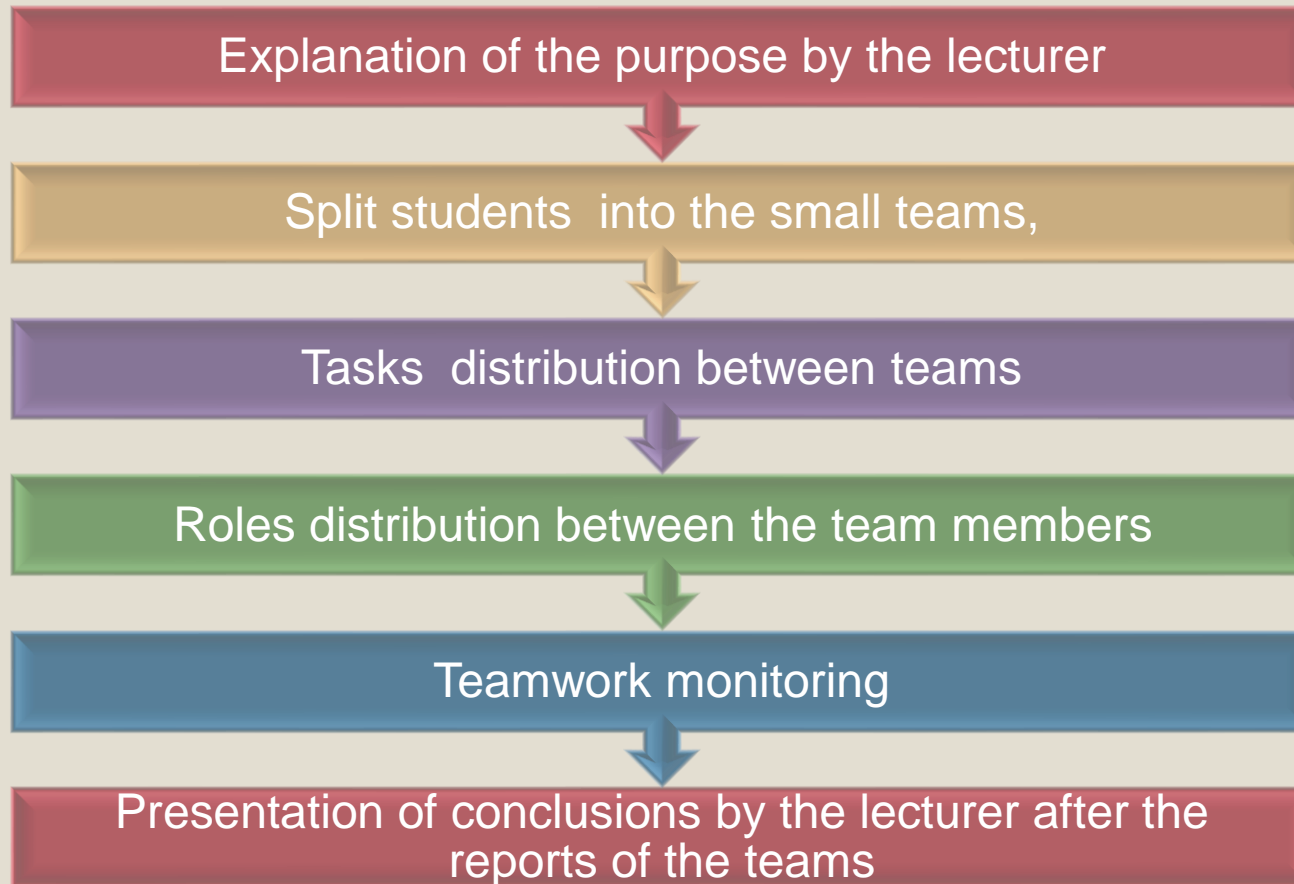 Explanation of the purpose by the lecturer
Split students  into the small teams,
Tasks  distribution between teams
Roles distribution between the team members
Teamwork monitoring
Presentation of conclusions by the lecturer after the
reports of the teams